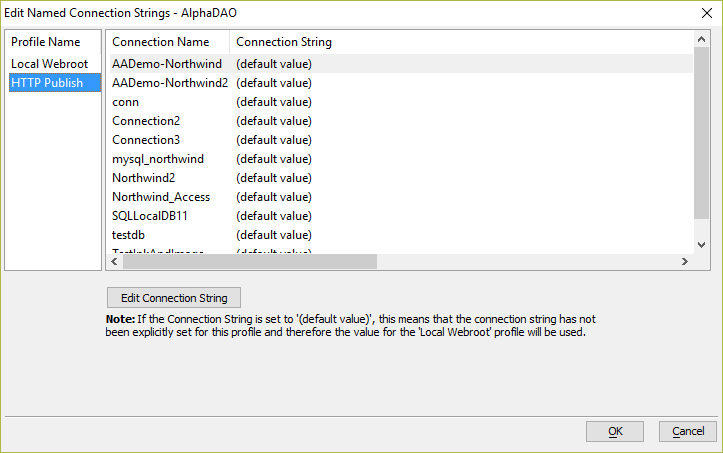 Edit Named Connection Strings - AlphaDAO
Profile Name
Local Webroot
HTTP Publish
Connection Name Connection String
AADemo-Northwind (default value)
AADemo-Northwind2 (default value)
conn (default value)
Connection2 (default value)
Connection3 (default value)
mysql_northwind (default value)
Northwind2 (default value)
Northwind_Access (default value)
SQLLocalDB11 (default value)
testdb (default value)
(default value)
Edit Connection String
Note: If the Connection String is set to '(default value)', this means that the connection string has not
been explicitly set for this profile and therefore the value for the 'Local Webroot' profile will be used.
OK Cancel